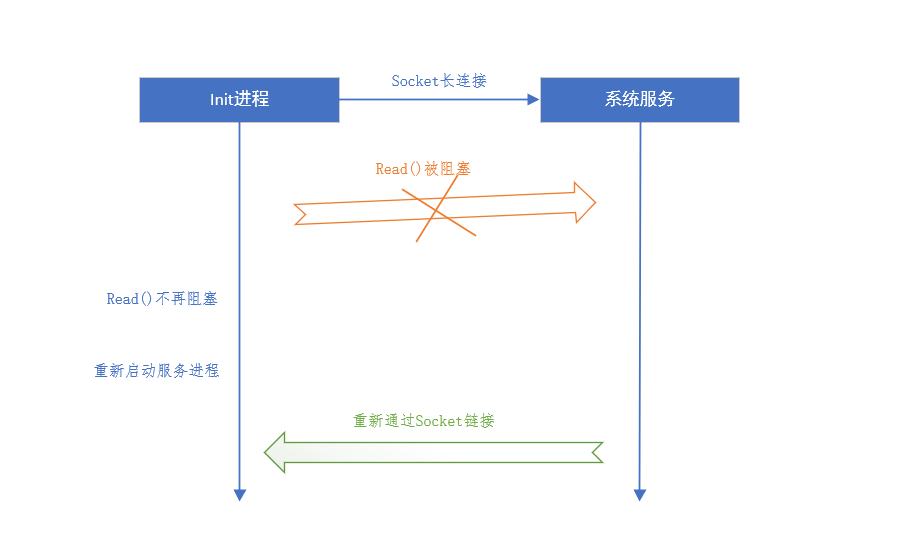 Socket长连接
Init进程
系统服务
Read()被阻塞
Read()不再阻塞
重新启动服务进程
重新通过Socket链接